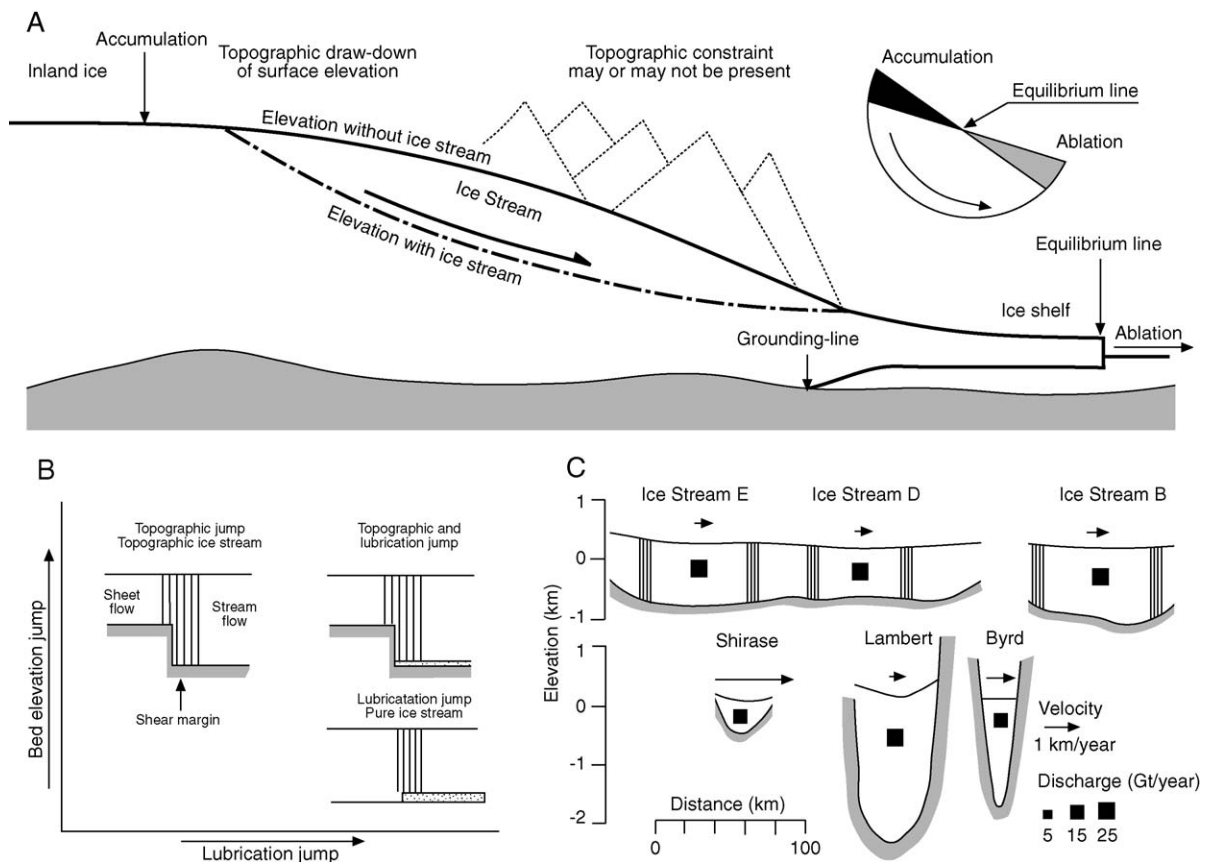 A
Accumulation
Inland ice
Topographic draw-down
of surface elevation
Topographic constraint
may or may not be present
Accumulation
Equilibrium line
Ablation
Elevation without ice stream
Ice Stream
Elevation with ice stream
Equilibrium line
Ice shelf
Ablation
Grounding-line
B
Bed elevation jump
Topographic jump
Topographic ice stream
Sheet
flow
Stream
flow
Shear margin
Topographic and
lubrication jump
Lubricatation jump
Pure ice stream
Lubrication jump
C
Elevation (km)
1
0
-1
Ice Stream E
Ice Stream D
Ice Stream B
1
0
-1
-2
Shirase
Lambert
Byrd
Velocity
1 km/year
Discharge (Gt/year)
5 15 25
Distance (km)
0 100